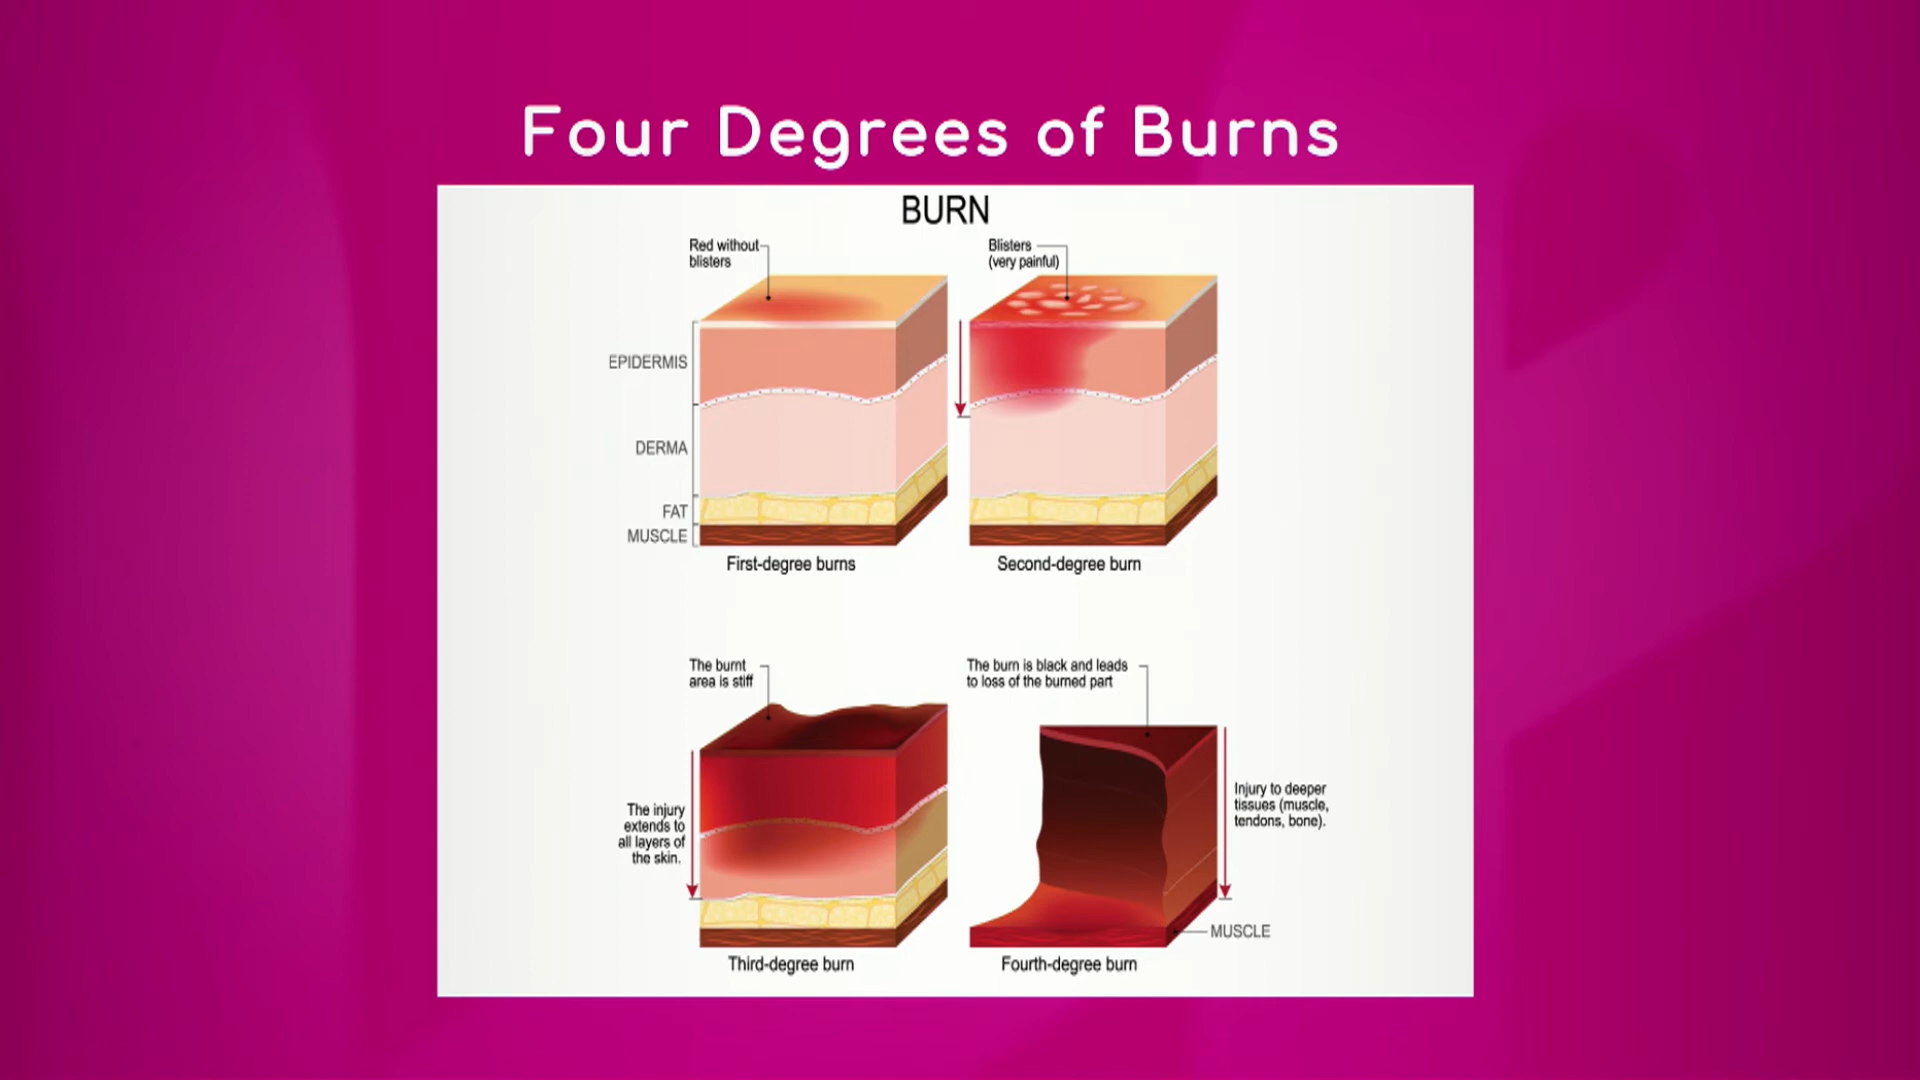 Four Degrees of Burns
BURN
Red without
blisters
Blisters
(very painful)
EPIDERMIS
DERMA
FAT
MUSCLE
First-degree burns
Second-degree burn
The burnt
area is stiff
The burn is black and leads
to loss of the burned part
The injury
extends to
all layers of
the skin.
Injury to deeper
tissues (muscle,
tendons, bone).
MUSCLE
Third-degree burn
Fourth-degree burn